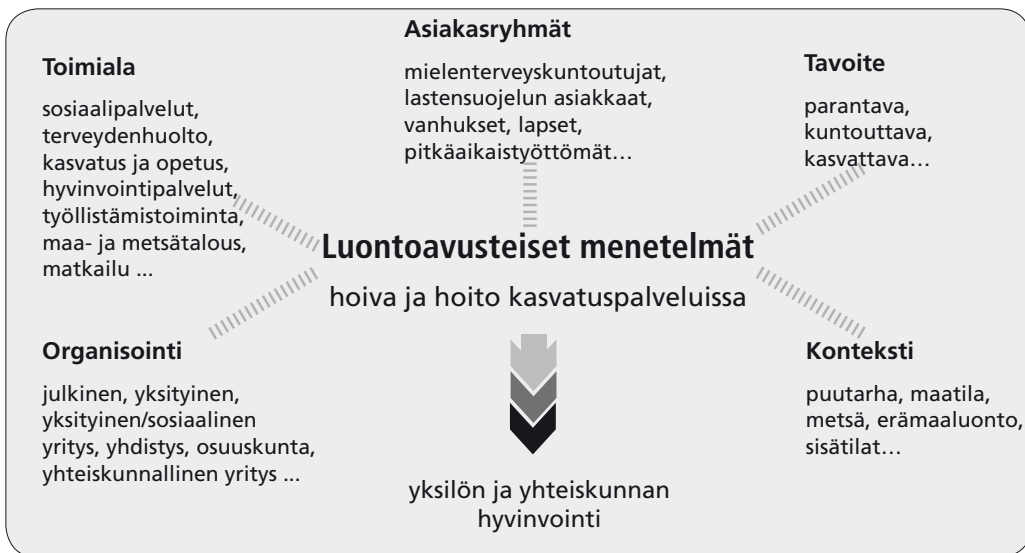 Toimiala
sosiaalipalvelut,
terveydenhuolto,
kasvatus ja opetus,
hyvinvointipalvelut,
työllistämistoiminta,
maa- ja metsätalous,
matkailu ...
Asiakasryhmät
mielenterveyskuntoutujat,
lastensuojelun asiakkaat,
vanhukset, lapset,
pitkäaikaistyöttömät…
Tavoite
parantava,
kuntouttava,
kasvattava…
Luontoavusteiset menetelmät
hoiva ja hoito kasvatuspalveluissa
Organisointi
julkinen, yksityinen,
yksityinen/sosiaalinen
yritys, yhdistys, osuuskunta,
yhteiskunnallinen yritys ...
Konteksti
puutarha, maatila,
metsä, erämaaluonto,
sisätilat…
yksilön ja yhteiskunnan
hyvinvointi